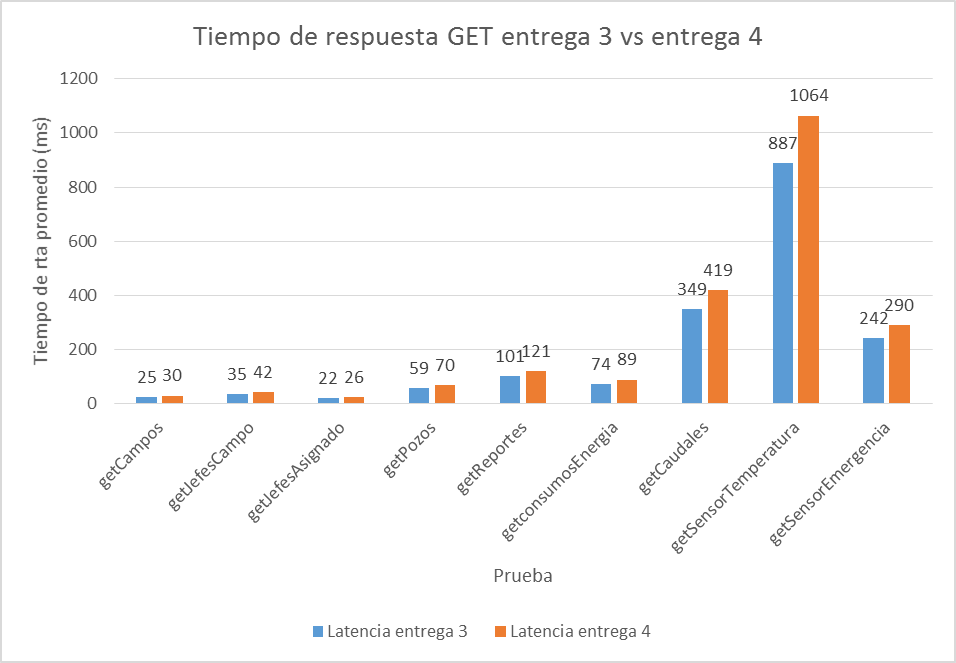 Tiempo de respuesta GET entrega 3 vs entrega 4
Tiempo de rta promedio (ms)
1200
1000
800
600
400
200
0
25 30
35 42
22 26
59 70
101 121
74 89
349 419
887 1064
242 290
getCampos
getJefesCampo
getJefesAsignado
getPozos
getReportes
getconsumosEnergia
getCaudales
getSensorTemperatura
getSensorEmergencia
Prueba
Latencia entrega 3 Latencia entrega 4